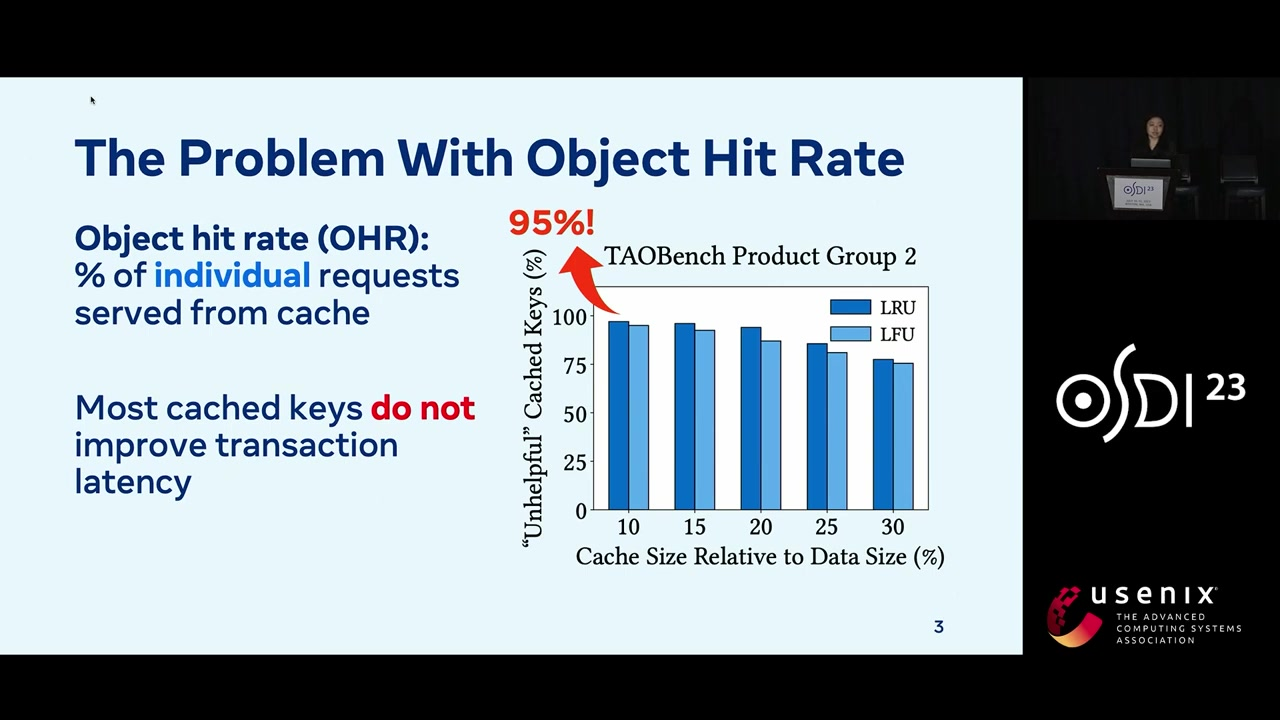 The Problem With Object Hit Rate
Object hit rate (OHR):
% of individual requests
served from cache
Most cached keys do not
improve transaction
latency
95%!
TAOBench Product Group 2
"Unhelpful" Cached Keys (%)
100
75
50
25
0
LRU
LFU
10 15 20 25 30
Cache Size Relative to Data Size (%)
3
OSDI 23
OSDI 23
usenix
THE ADVANCED
COMPUTING SYSTEMS
ASSOCIATION